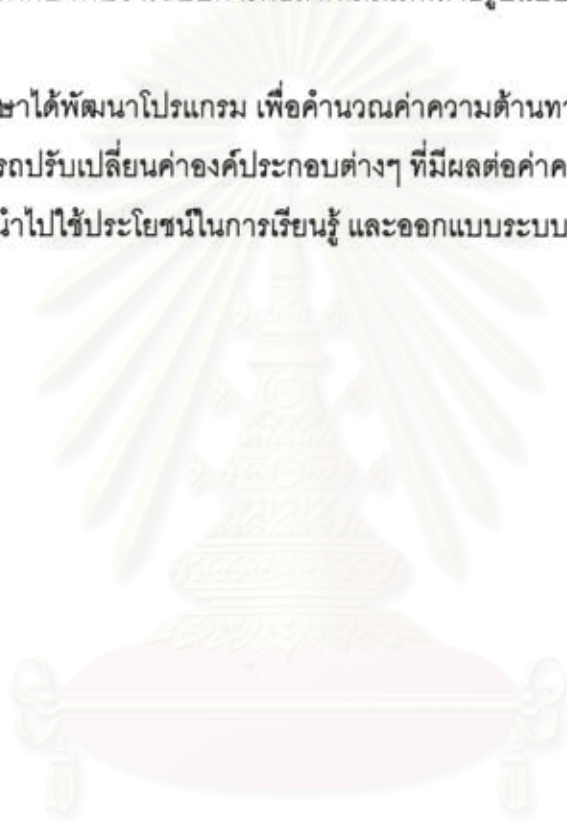 ษาได้พัฒนาโปรแกรม เพื่อคำนวณค่าความต้านทา
รถปรับเปลี่ยนค่าองค์ประกอบต่างๆ ที่มีผลต่อค่าค
นำไปใช้ประโยชน์ในการเรียนรู้ และออกแบบระบบ